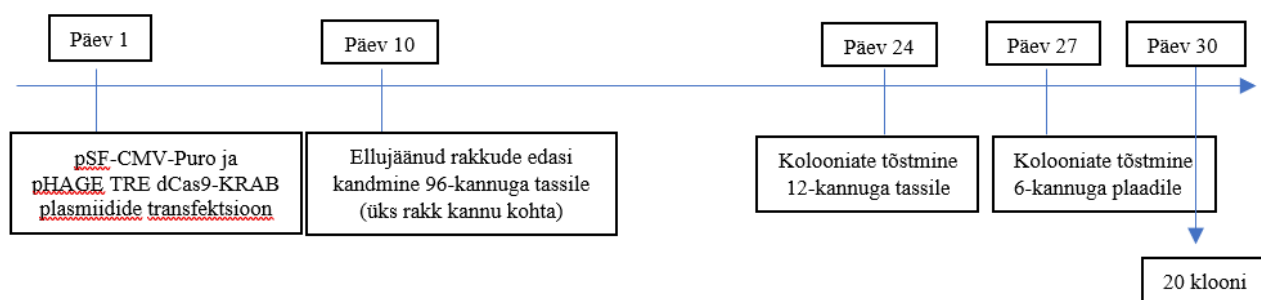 Päev 1
Päev 10
Päev 24
Päev 27
Päev 30
pSF-CMV-Puro ja
pHAGE TRE dCas9-KRAB
plasmiidide transfektsioon
Ellujäänud rakkude edasi
kandmine 96-kannuga tassile
(üks rakk kannu kohta)
Kolooniate tõstmine
12-kannuga tassile
Kolooniate tõstmine
6-kannuga plaadile
20 klooni